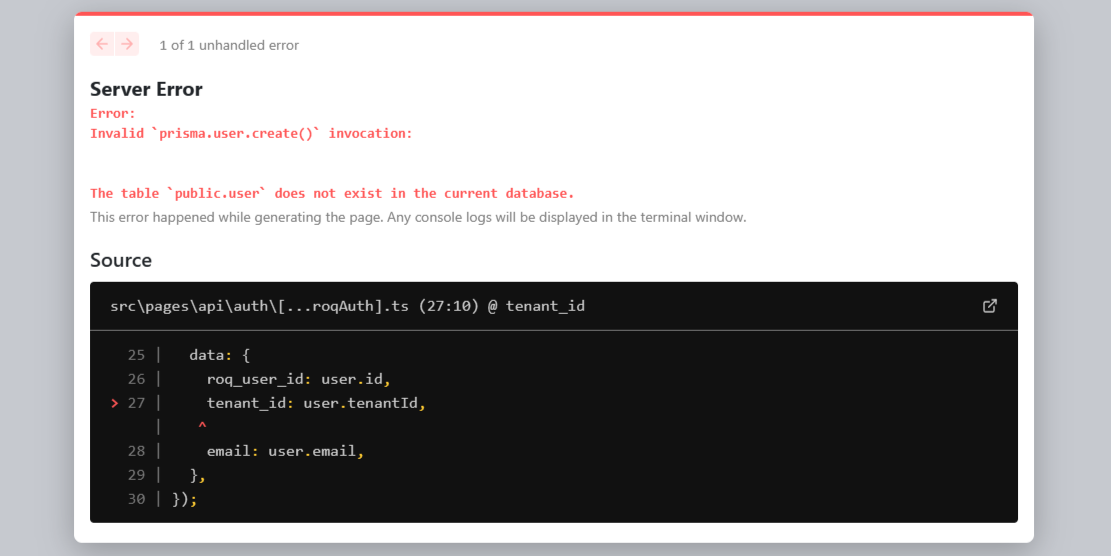 ← → 1 of 1 unhandled error
Server Error
Error:
Invalid `prisma.user.create()` invocation:
The table `public.user` does not exist in the current database.
This error happened while generating the page. Any console logs will be displayed in the terminal window.
Source
src\pages\api\auth\[...roqAuth].ts (27:10) @ tenant_id
25 |   data: {
26 |     roq_user_id: user.id,
> 27 |     tenant_id: user.tenantId,
|    ^
28 |     email: user.email,
29 |   },
30 | });